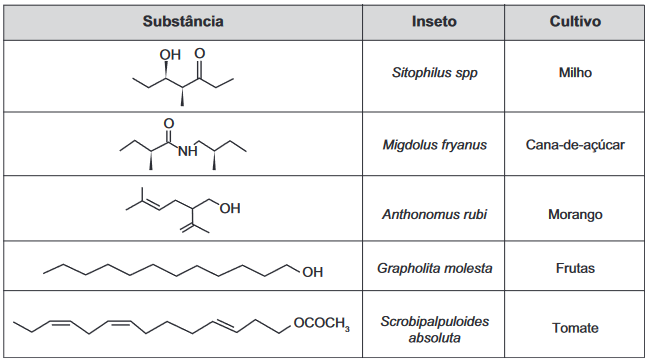 Substância Inseto Cultivo
OH O
Sitophilus spp Milho
O
NH
Migdolus fryanus Cana-de-açúcar
OH
Anthonomus rubi Morango
OH
Grapholita molesta Frutas
OCOCH₃
Scrobipalpuloides
absoluta
Tomate